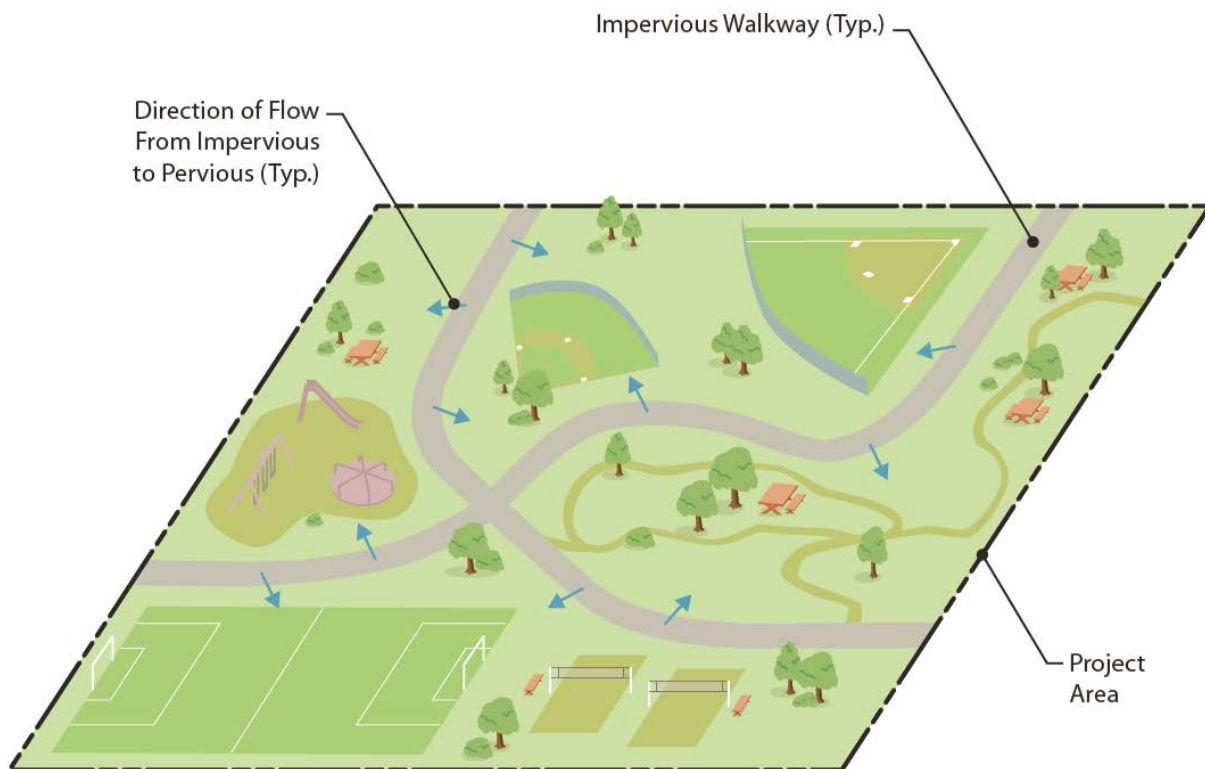 Impervious Walkway (Typ.)
Direction of Flow
From Impervious
to Pervious (Typ.)
Project
Area